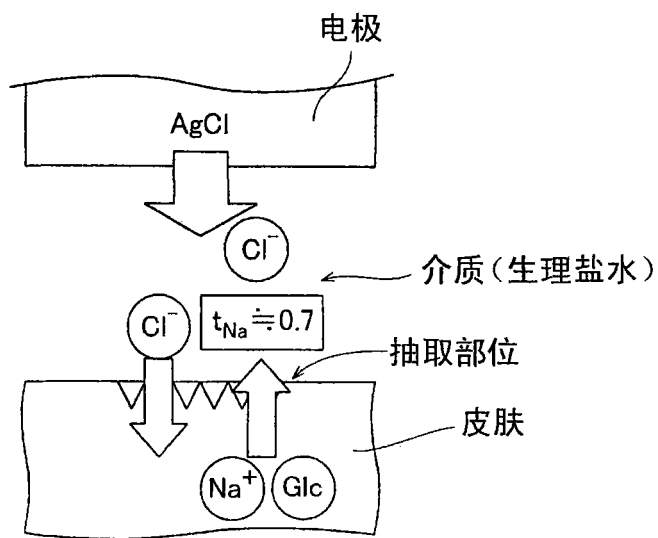 电极
AgCl
Cl⁻
介质(生理盐水)
Cl⁻
t_Na≒0.7
抽取部位
皮肤
Na⁺
Glc